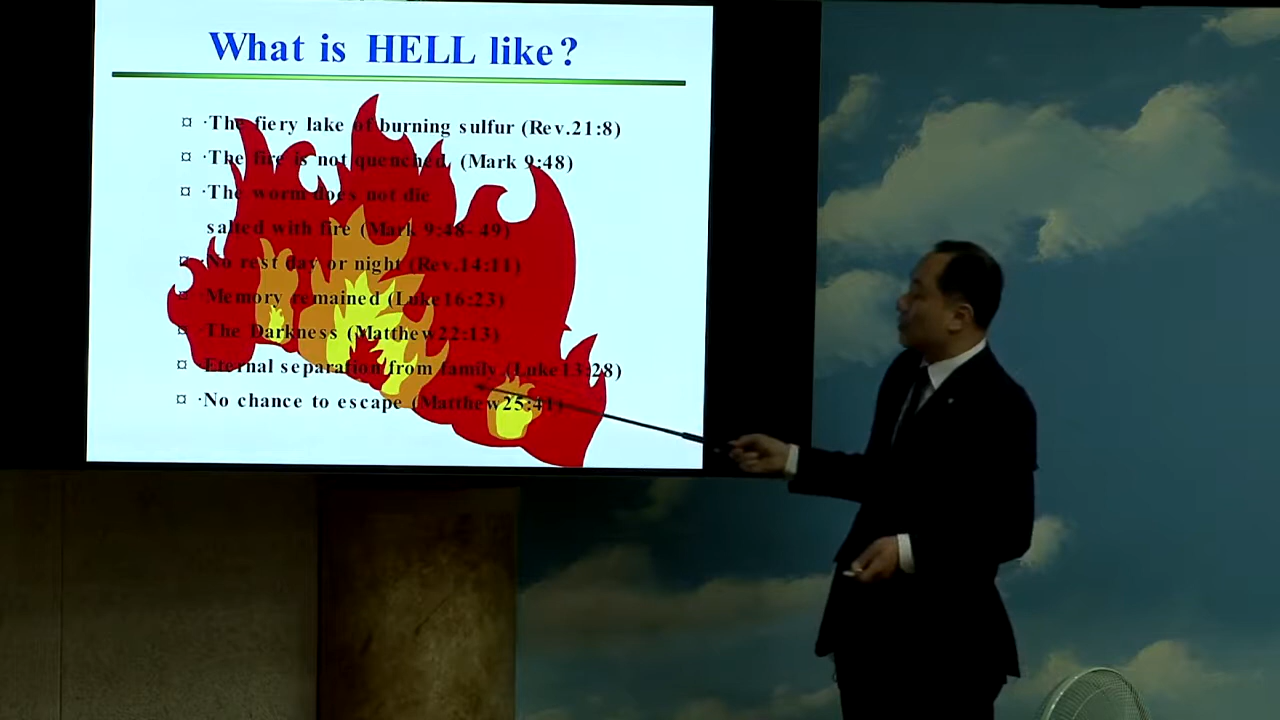 What is HELL like?
¤ ·The fiery lake of burning sulfur (Rev.21:8)
¤ ·The fire is not quenched. (Mark 9:48)
¤ ·The worm does not die
salted with fire (Mark 9:48-49)
¤ ·No rest day or night (Rev.14:11)
¤ ·Memory remained (Luke16:23)
¤ ·The Darkness (Matthew22:13)
¤ ·Eternal separation from family (Luke13:28)
¤ ·No chance to escape (Matthew25:41)